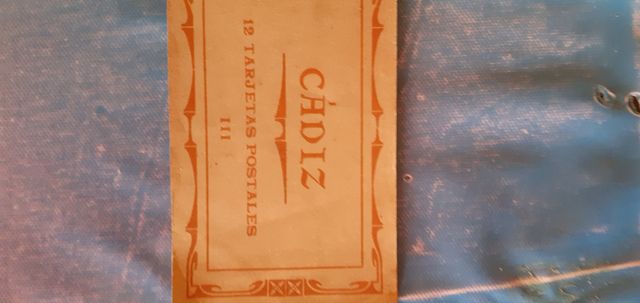 CÁDIZ
12 TARJETAS POSTALES
III